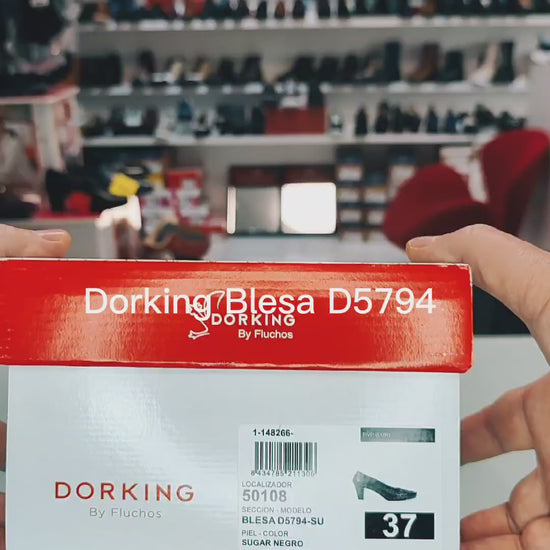 Dorking Blesa D5794
DORKING
By Fluchos
1-148266-
8434785211305
LOCALIZADOR
50108
SECCION - MODELO
BLESA D5794-SU
PIEL - COLOR
SUGAR NEGRO
37
DORKING
By Fluchos